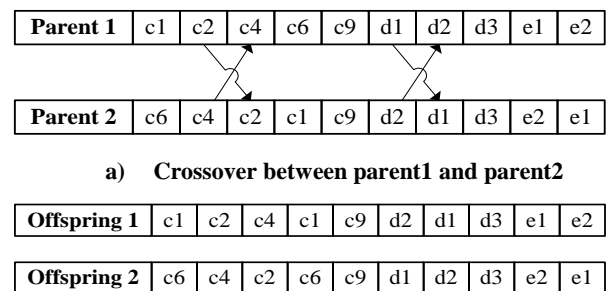 Parent 1 c1 c2 c4 c6 c9 d1 d2 d3 e1 e2
Parent 2 c6 c4 c2 c1 c9 d2 d1 d3 e2 e1
a) Crossover between parent1 and parent2
Offspring 1 c1 c2 c4 c1 c9 d2 d1 d3 e1 e2
Offspring 2 c6 c4 c2 c6 c9 d1 d2 d3 e2 e1